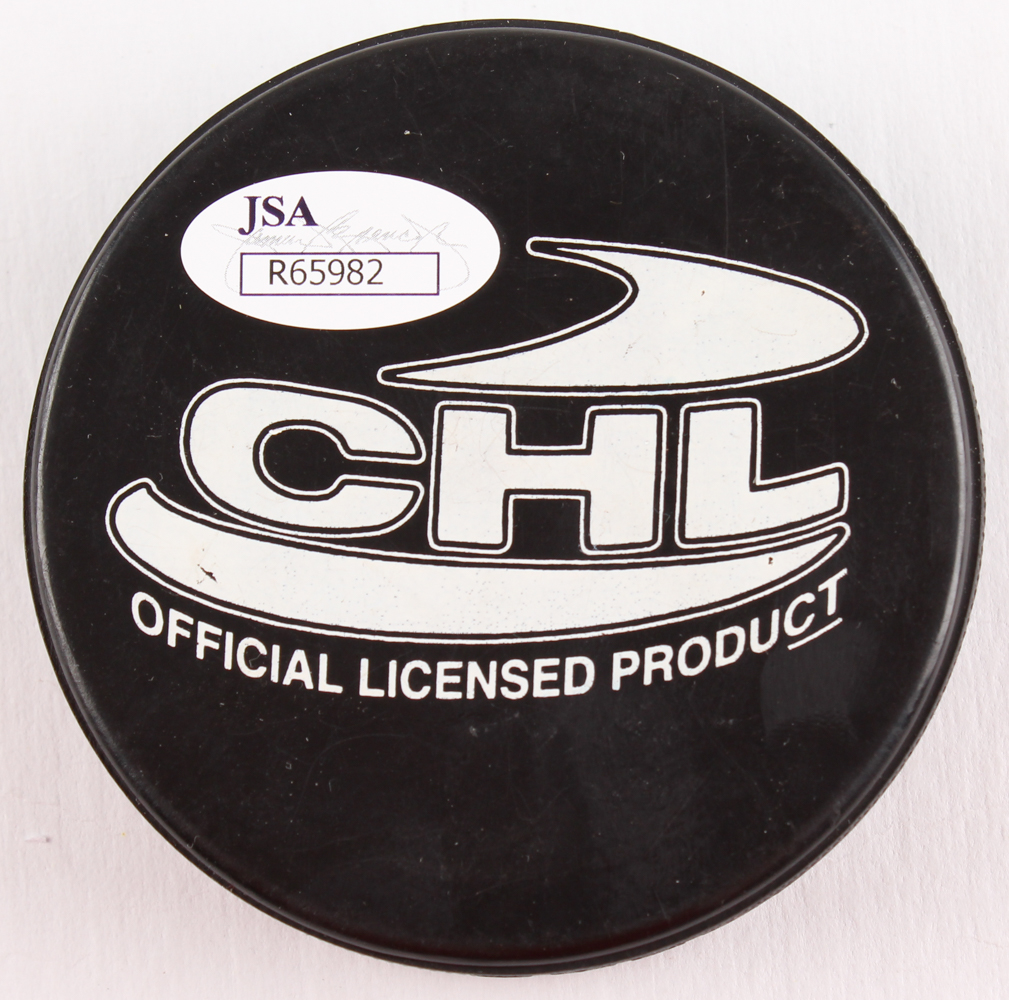 JSA
R65982
CHL
OFFICIAL LICENSED PRODUCT